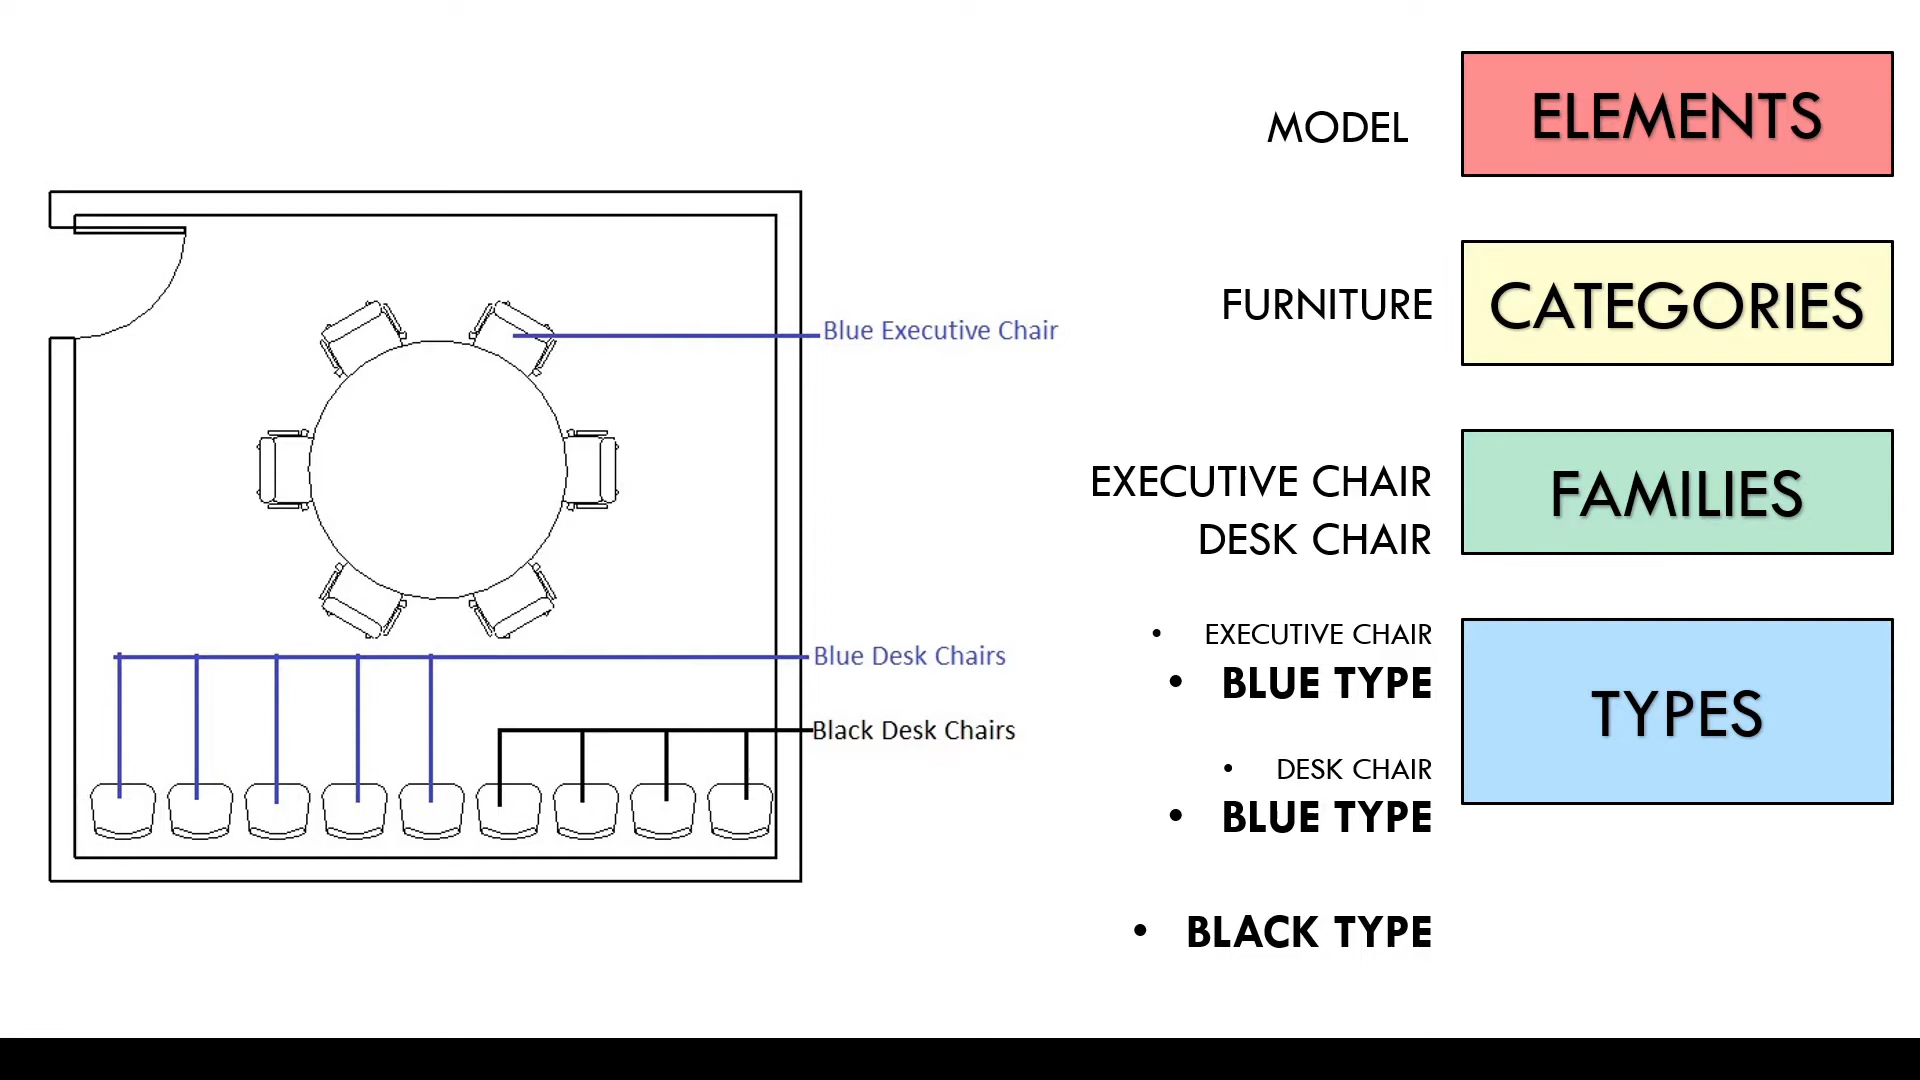 MODEL
ELEMENTS
FURNITURE
CATEGORIES
Blue Executive Chair
EXECUTIVE CHAIR
DESK CHAIR
FAMILIES
• EXECUTIVE CHAIR
• BLUE TYPE
Blue Desk Chairs
TYPES
Black Desk Chairs
• DESK CHAIR
• BLUE TYPE
• BLACK TYPE